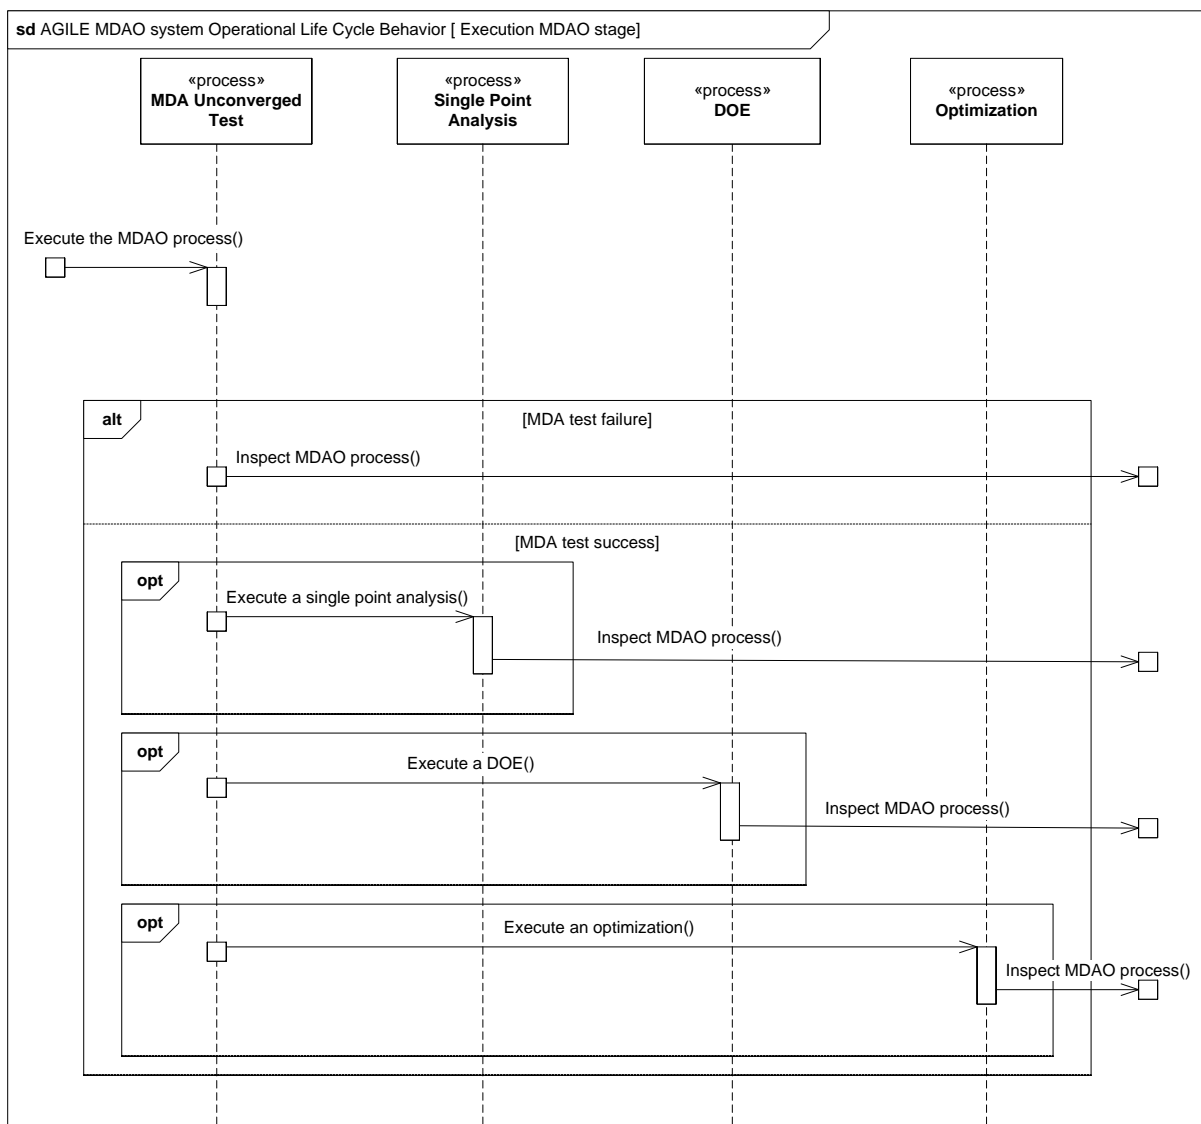 sd AGILE MDAO system Operational Life Cycle Behavior [ Execution MDAO stage]
«process»
MDA Unconverged
Test
«process»
Single Point
Analysis
«process»
DOE
«process»
Optimization
Execute the MDAO process()
alt
[MDA test failure]
Inspect MDAO process()
[MDA test success]
opt
Execute a single point analysis()
Inspect MDAO process()
opt
Execute a DOE()
Inspect MDAO process()
opt
Execute an optimization()
Inspect MDAO process()